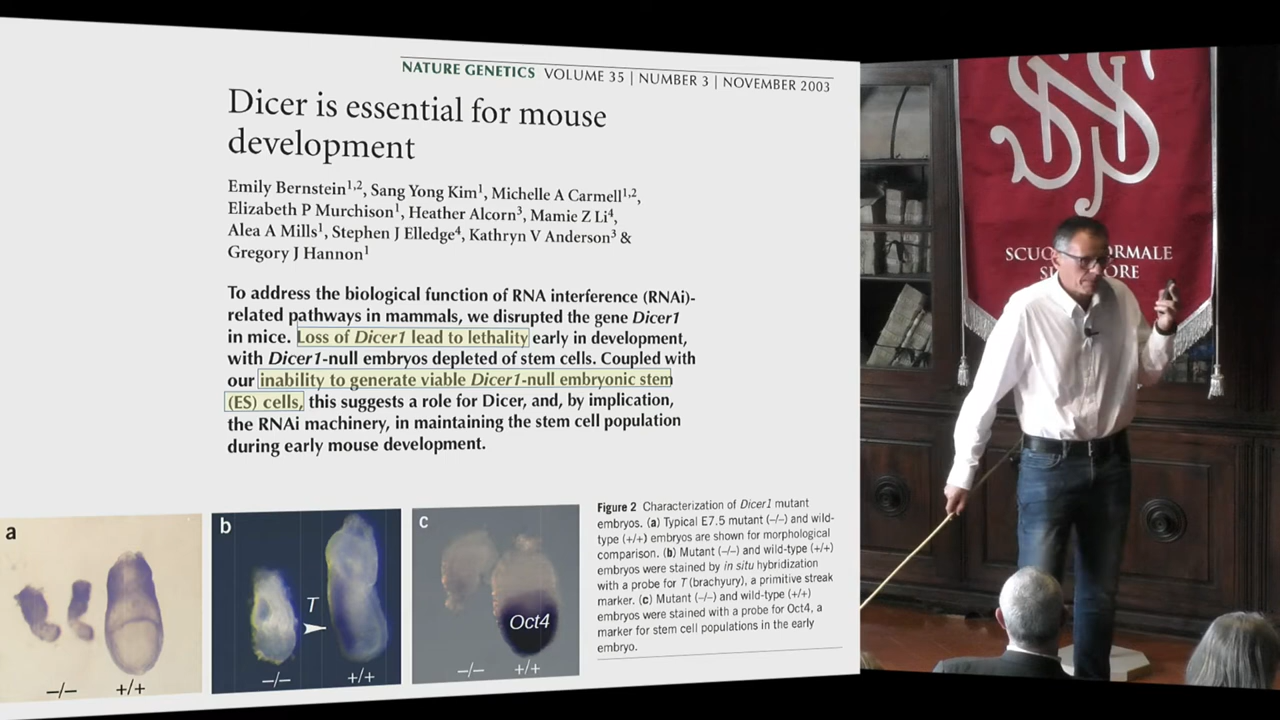 NATURE GENETICS VOLUME 35 | NUMBER 3 | NOVEMBER 2003
Dicer is essential for mouse
development
Emily Bernstein1,2, Sang Yong Kim1, Michelle A Carmell1,2,
Elizabeth P Murchison1, Heather Alcorn3, Mamie Z Li4,
Alea A Mills1, Stephen J Elledge4, Kathryn V Anderson3 &
Gregory J Hannon1
To address the biological function of RNA interference (RNAi)-
related pathways in mammals, we disrupted the gene Dicer1
in mice. Loss of Dicer1 lead to lethality early in development,
with Dicer1-null embryos depleted of stem cells. Coupled with
our inability to generate viable Dicer1-null embryonic stem
(ES) cells, this suggests a role for Dicer, and, by implication,
the RNAi machinery, in maintaining the stem cell population
during early mouse development.
a
–/–
+/+
b
T
–/–
+/+
c
Oct4
–/–
+/+
Figure 2 Characterization of Dicer1 mutant
embryos. (a) Typical E7.5 mutant (–/–) and wild-
type (+/+) embryos are shown for morphological
comparison. (b) Mutant (–/–) and wild-type (+/+)
embryos were stained by in situ hybridization
with a probe for T (brachyury), a primitive streak
marker. (c) Mutant (–/–) and wild-type (+/+)
embryos were stained with a probe for Oct4, a
marker for stem cell populations in the early
embryo.